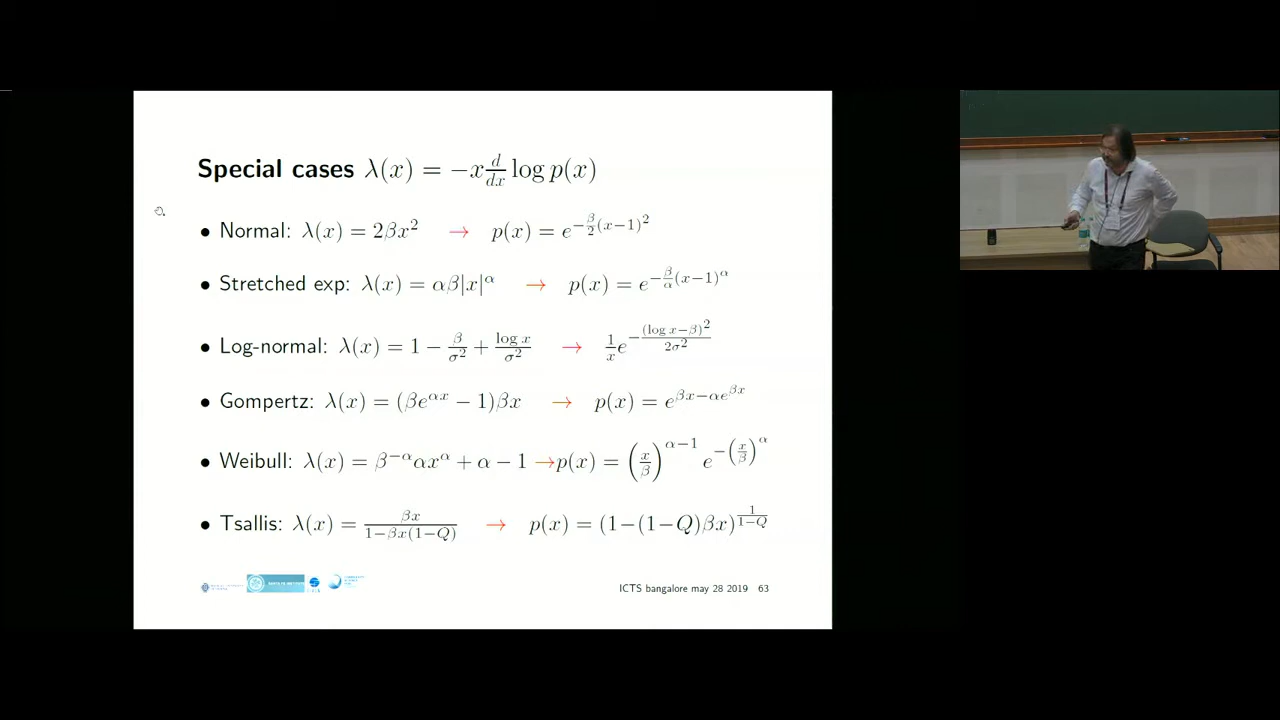 Special cases λ(x) = −x d/dx log p(x)
• Normal: λ(x) = 2βx² → p(x) = e^{−β/2 (x−1)²}
• Stretched exp: λ(x) = αβ|x|^α → p(x) = e^{−β/α (x−1)^α}
• Log-normal: λ(x) = 1 − β/σ² + log x/σ² → 1/x e^{−(log x−β)²/2σ²}
• Gompertz: λ(x) = (βe^{αx} − 1)βx → p(x) = e^{βx−αe^{βx}}
• Weibull: λ(x) = β^{−α}αx^α + α − 1 →p(x) = (x/β)^{α−1} e^{−(x/β)^α}
• Tsallis: λ(x) = βx/(1−βx(1−Q)) → p(x) = (1−(1−Q)βx)^{1/(1−Q)}
ICTS bangalore may 28 2019 63